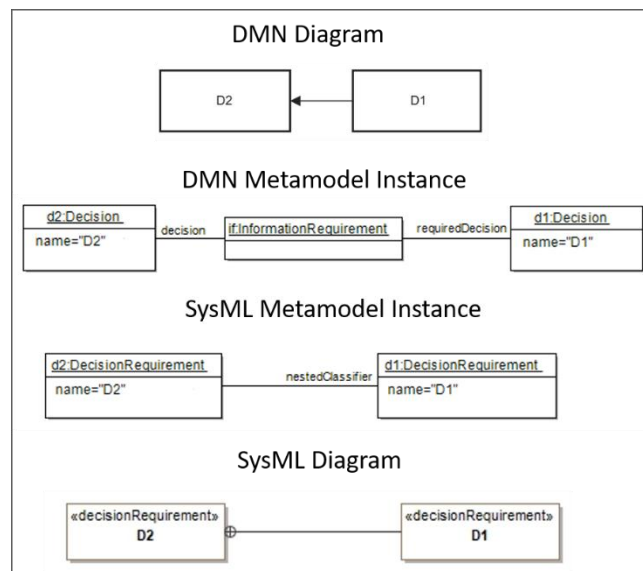 DMN Diagram
D2
D1
DMN Metamodel Instance
d2:Decision
name="D2"
decision
if:InformationRequirement
requiredDecision
d1:Decision
name="D1"
SysML Metamodel Instance
d2:DecisionRequirement
name="D2"
nestedClassifier
d1:DecisionRequirement
name="D1"
SysML Diagram
«decisionRequirement»
D2
«decisionRequirement»
D1